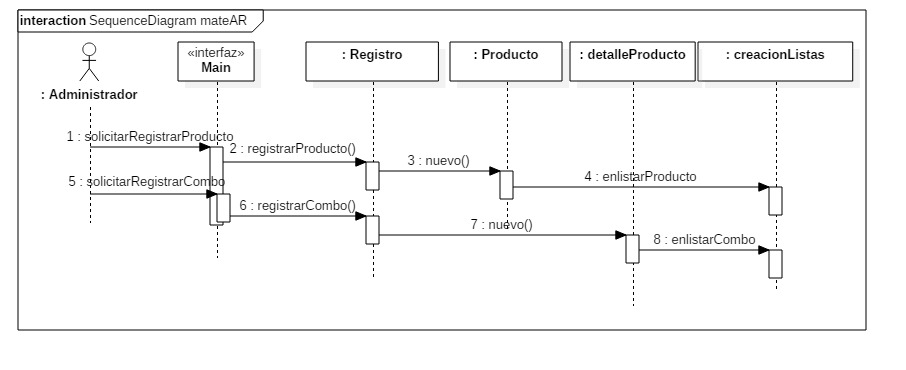 interaction SequenceDiagram mateAR
«interfaz»
Main
: Registro
: Producto
: detalleProducto
: creacionListas
: Administrador
1 : solicitarRegistrarProducto
2 : registrarProducto()
3 : nuevo()
4 : enlistarProducto
5 : solicitarRegistrarCombo
6 : registrarCombo()
7 : nuevo()
8 : enlistarCombo